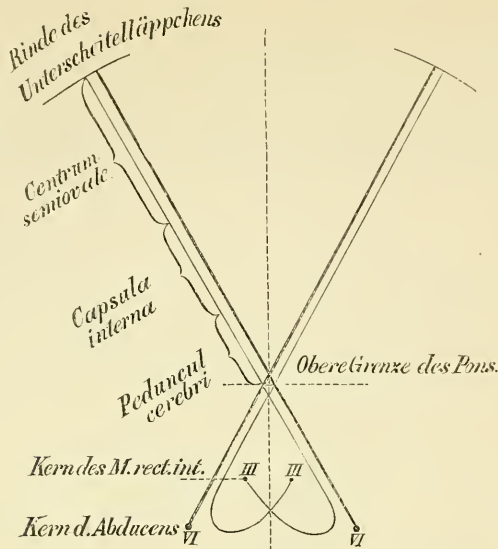 Rinde des
Unterscheitelläppchens
Centrum
semiovale.
Capsula
interna
Peduncul
cerebri
Obere Grenze des Pons.
Kern des M. rect. int.
III
III
Kern d. Abducens
VI
VI